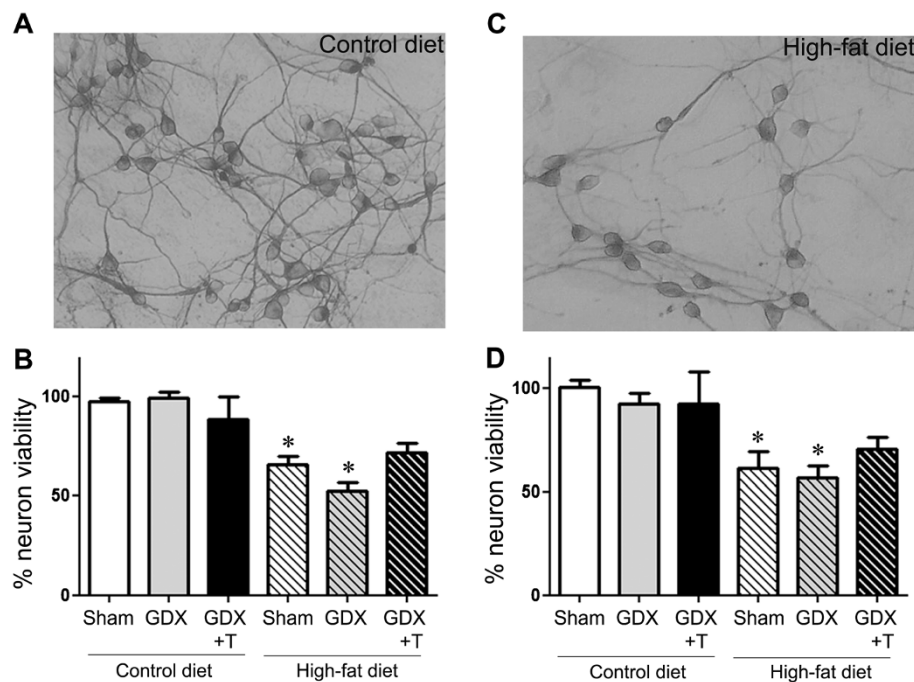 A
Control diet
C
High-fat diet
B
% neuron viability
100
50
0
*
*
Sham GDX GDX Sham GDX GDX
+T +T
Control diet High-fat diet
D
% neuron viability
100
50
0
*
*
Sham GDX GDX Sham GDX GDX
+T +T
Control diet High-fat diet